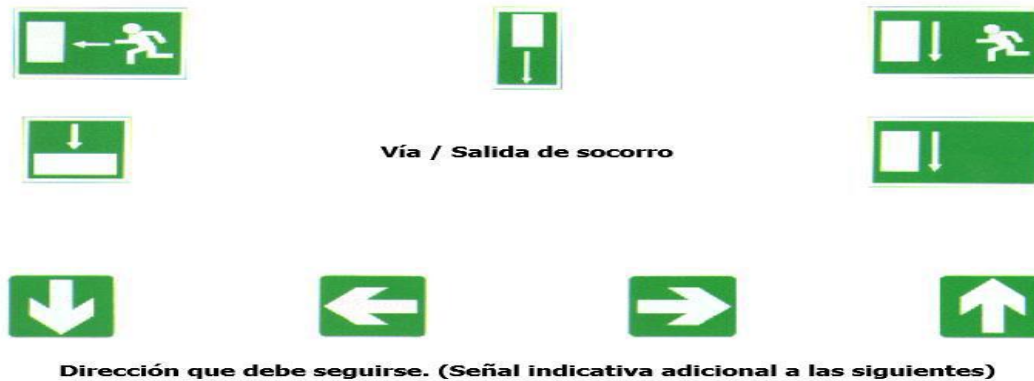 Vía / Salida de socorro
Dirección que debe seguirse. (Señal indicativa adicional a las siguientes)